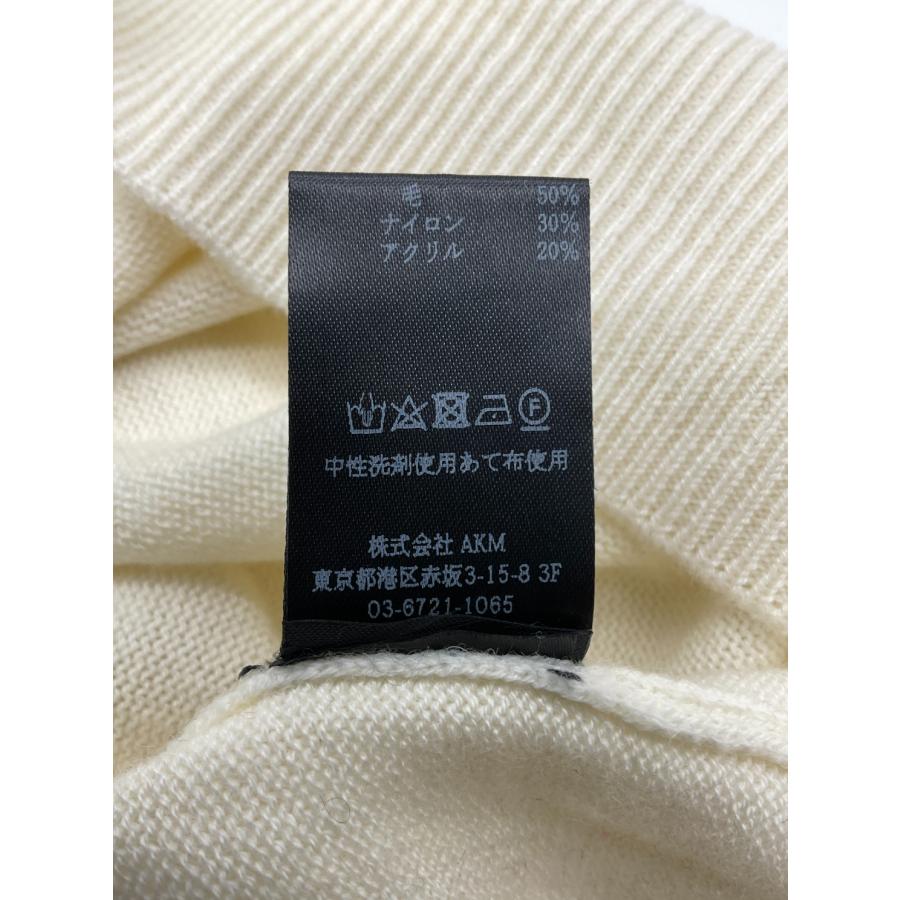 毛 50%
ナイロン 30%
アクリル 20%
F
中性洗剤使用あて布使用
株式会社 AKM
東京都港区赤坂3-15-8 3F
03-6721-1065